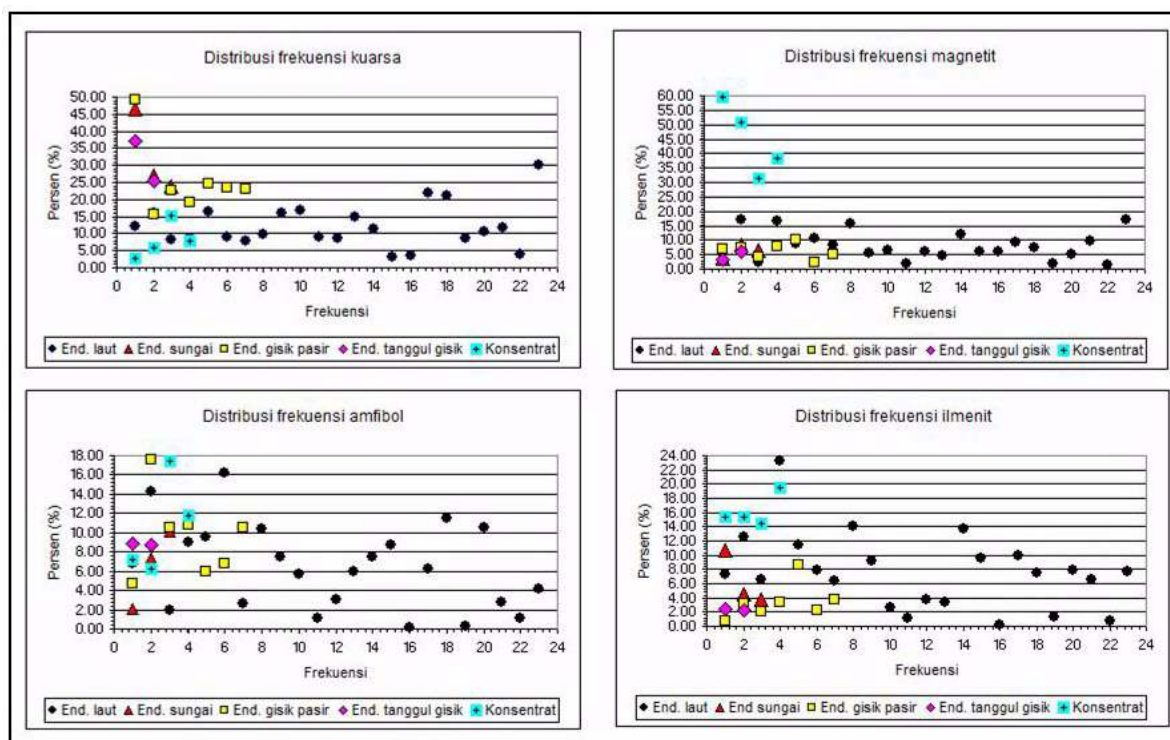 Distribusi frekuensi kuarsa
Persen (%)
50.00
45.00
40.00
35.00
30.00
25.00
20.00
15.00
10.00
5.00
0.00
0 2 4 6 8 10 12 14 16 18 20 22 24
Frekuensi
End. laut End. sungai End. gisik pasir End. tanggul gisik Konsentrat
Distribusi frekuensi magnetit
Persen (%)
60.00
55.00
50.00
45.00
40.00
35.00
30.00
25.00
20.00
15.00
10.00
5.00
0.00
0 2 4 6 8 10 12 14 16 18 20 22 24
Frekuensi
End. laut End. sungai End. gisik pasir End. tanggul gisik Konsentrat
Distribusi frekuensi amfibol
Persen (%)
18.00
16.00
14.00
12.00
10.00
8.00
6.00
4.00
2.00
0.00
0 2 4 6 8 10 12 14 16 18 20 22 24
Frekuensi
End. laut End. sungai End. gisik pasir End. tanggul gisik Konsentrat
Distribusi frekuensi ilmenit
Persen (%)
24.00
22.00
20.00
18.00
16.00
14.00
12.00
10.00
8.00
6.00
4.00
2.00
0.00
0 2 4 6 8 10 12 14 16 18 20 22 24
Frekuensi
End. laut End sungai End. gisik pasir End. tanggul gisik Konsentrat